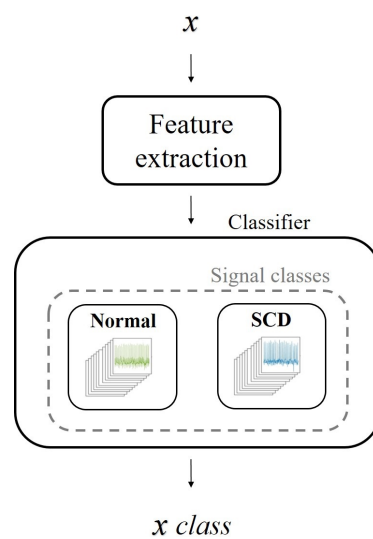 x
Feature
extraction
Classifier
Signal classes
Normal
SCD
x class